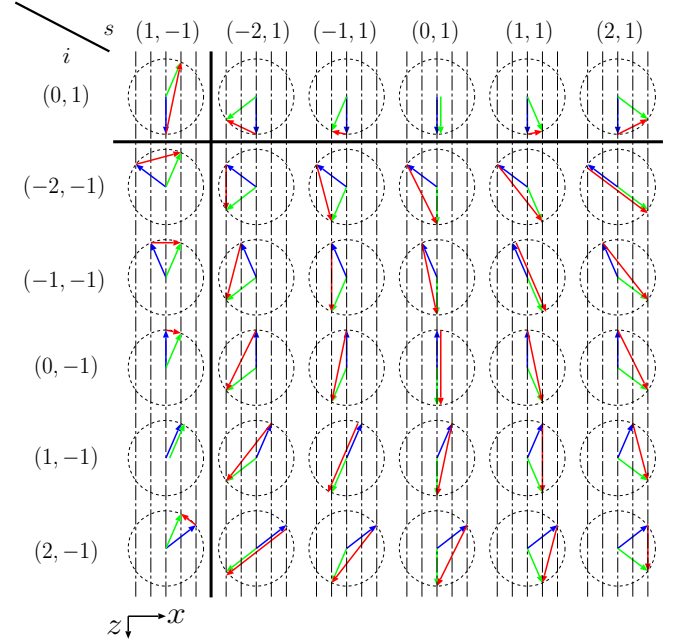 s (1, −1) (−2, 1) (−1, 1) (0, 1) (1, 1) (2, 1)
i
(0, 1)
(−2, −1)
(−1, −1)
(0, −1)
(1, −1)
(2, −1)
z x